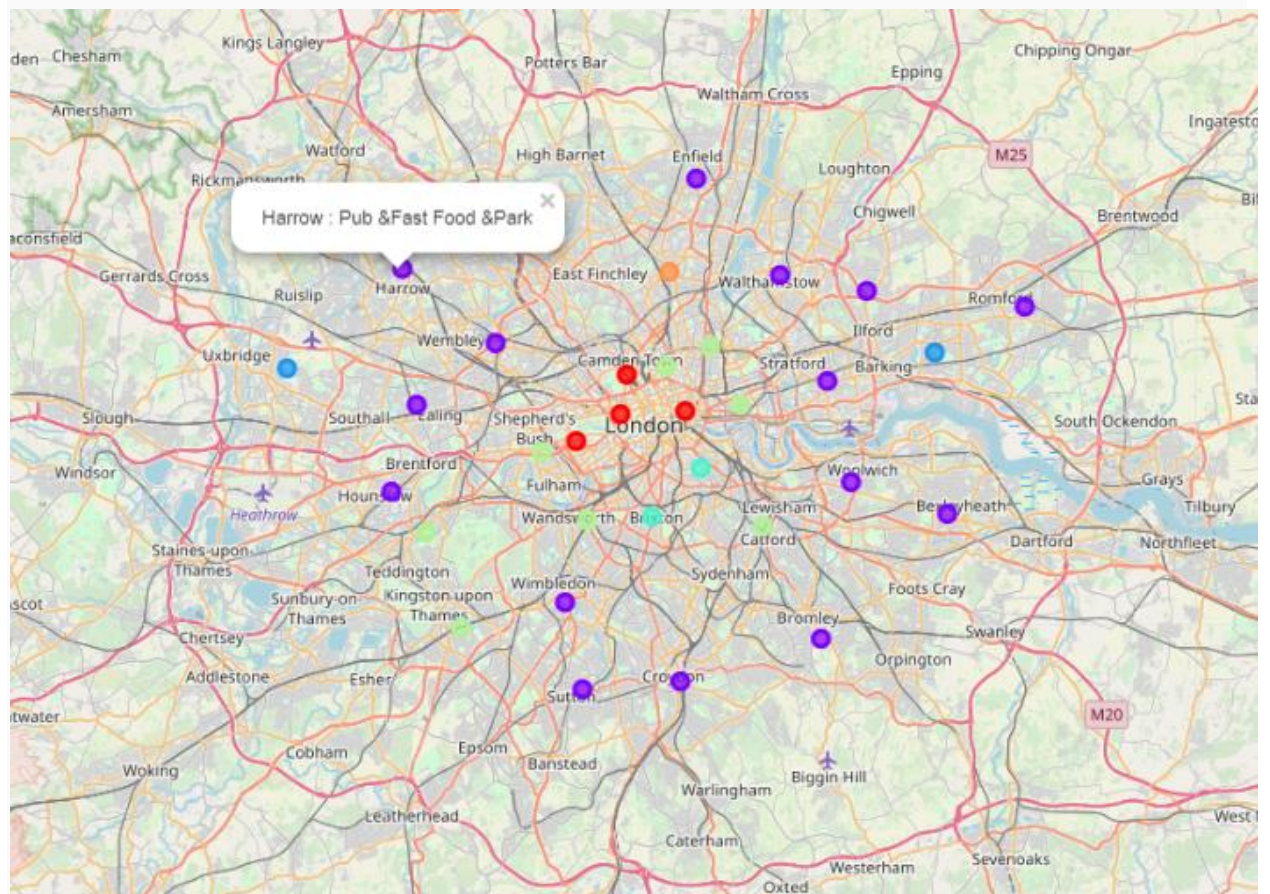 Kings Langley
Chesham
den
Potters Bar
Chipping Ongar
Epping
Amersham
Waltham Cross
Ingatesto
Watford
High Barnet
Enfield
M25
Loughton
Rickmansworth
Harrow : Pub &Fast Food &Park
×
Chigwell
Brentwood
aconsfield
Gerrards Cross
East Finchley
Walthamstow
Ruislip
Harrow
Romford
Ilford
Wembley
Uxbridge
Camden Town
Stratford
Barking
Slough
Southall
Ealing
Shepherd's
Bush
London
South Ockendon
Windsor
Brentford
Fulham
Woolwich
Grays
Hounslow
Heathrow
Tilbury
Wandsworth
Brixton
Lewisham
Bexleyheath
Catford
Dartford
Northfleet
Staines-upon-
Thames
Teddington
Sydenham
Wimbledon
Foots Cray
scot
Sunbury-on-
Thames
Kingston upon
Thames
Bromley
Chertsey
Swanley
Addlestone
Esher
Orpington
Croydon
Sutton
twater
M20
Epsom
Cobham
Banstead
Woking
Biggin Hill
Warlingham
Leatherhead
West
Caterham
Sevenoaks
Westerham
Oxted